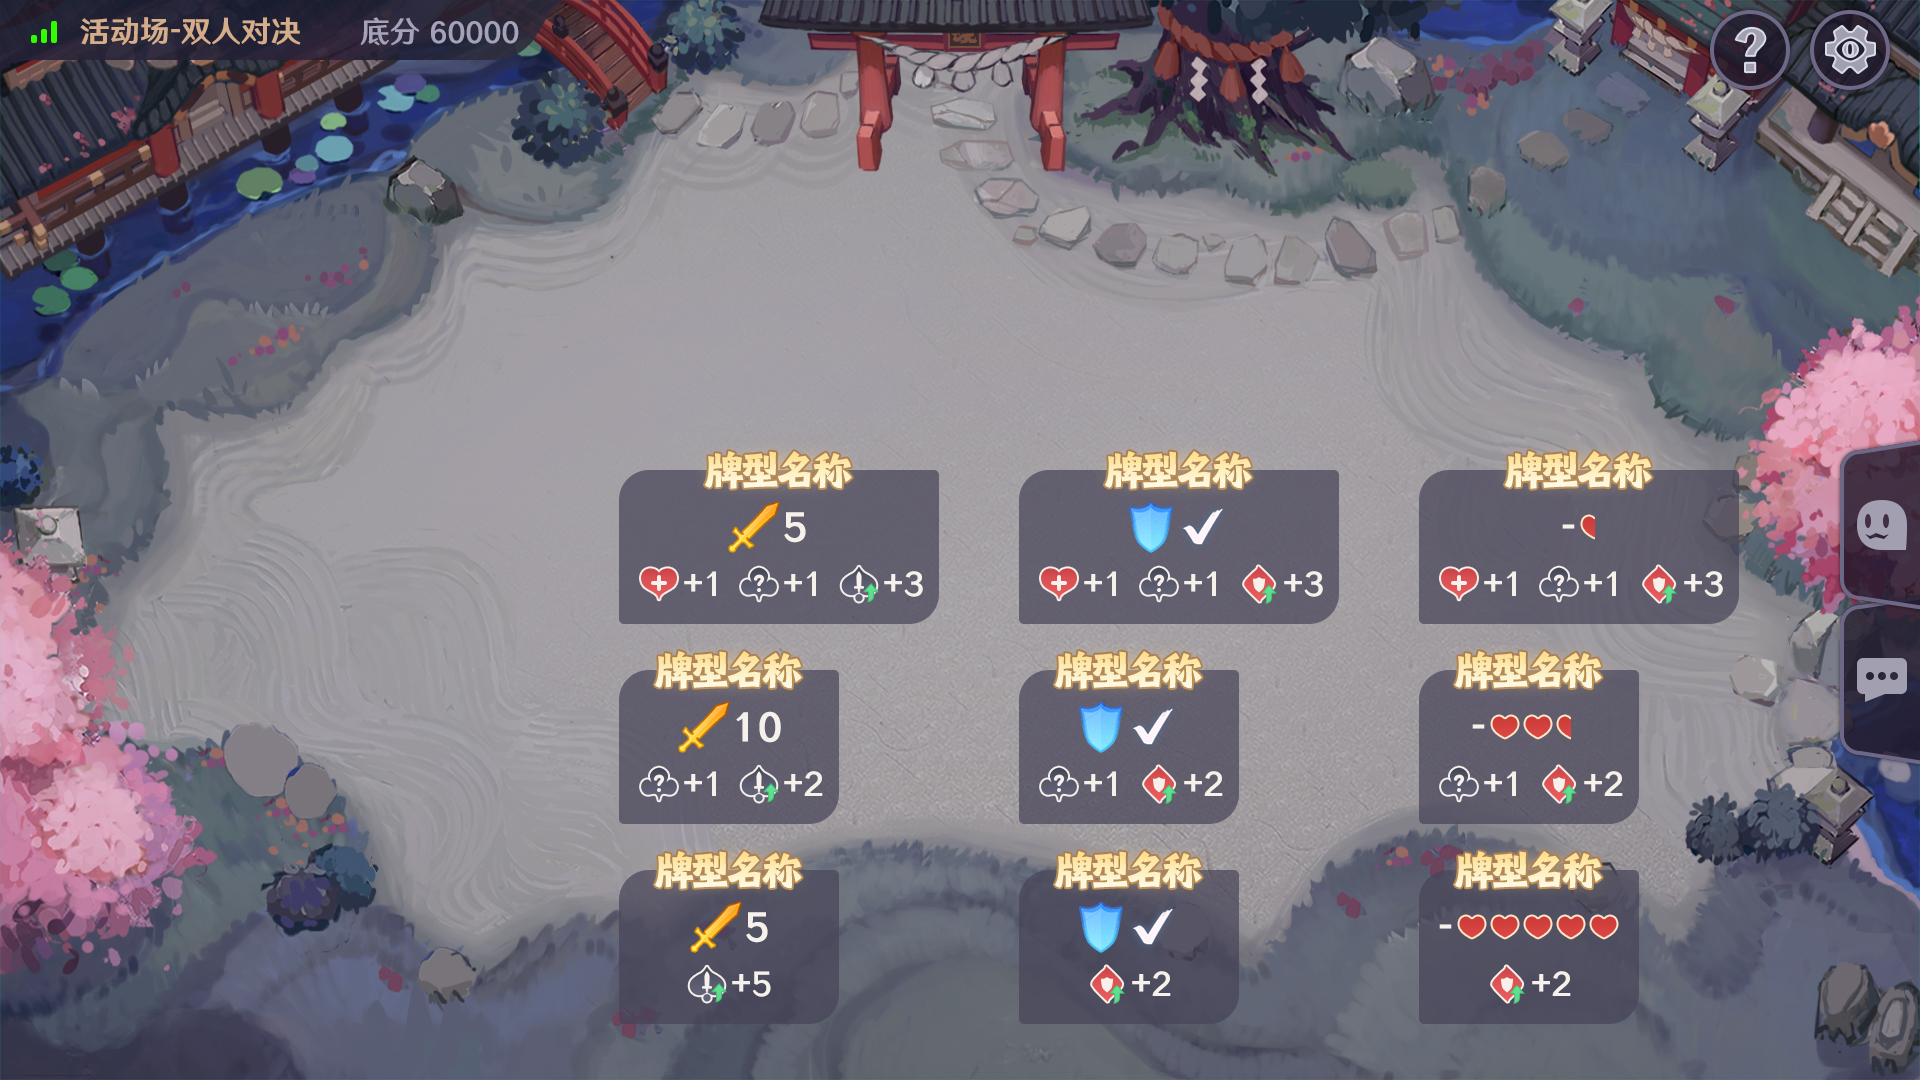 活动场-双人对决 底分 60000
牌型名称 牌型名称 牌型名称
5 -
+1 +1 +3 +1 +1 +3 +1 +1 +3
牌型名称 牌型名称 牌型名称
10 -
+1 +2 +1 +2 +1 +2
牌型名称 牌型名称 牌型名称
5 -
+5 +2 +2